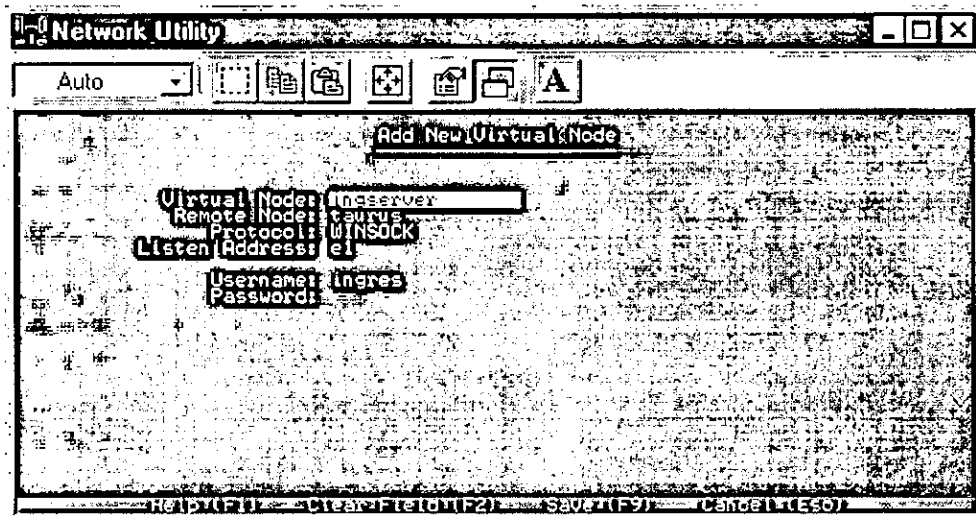 Network Utility
Auto
A
Add New Virtual Node
Virtual Node: ingserver
Remote Node: taurus
Protocol: WINSOCK
Listen Address: e1
Username: ingres
Password:
Help(F1) Clear Field(F2) Save(F9) Cancel(Esc)